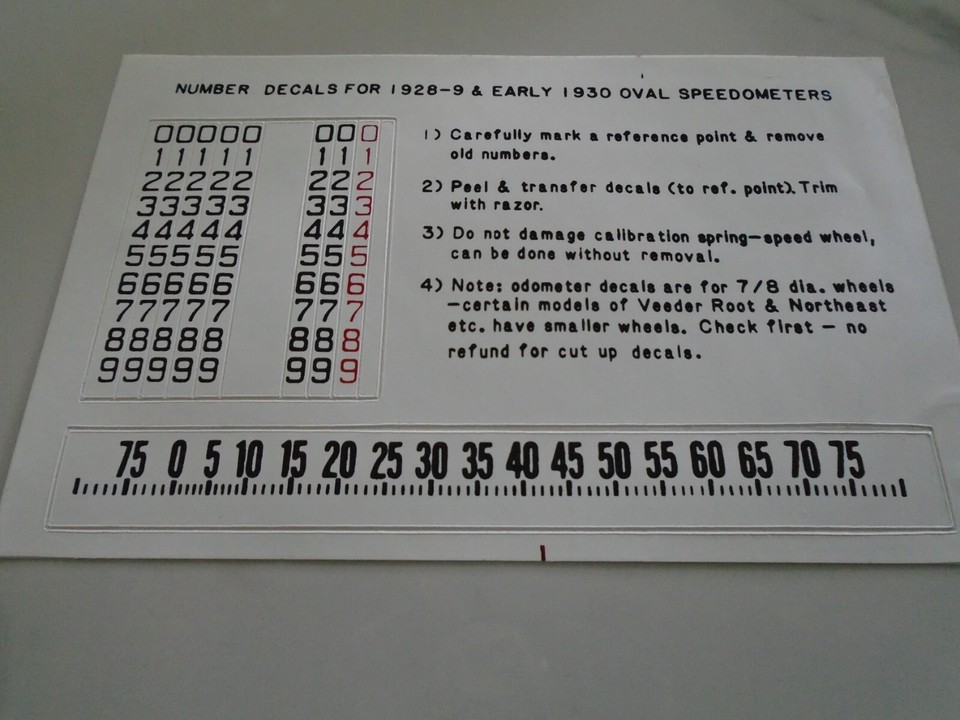 NUMBER DECALS FOR 1928-9 & EARLY 1930 OVAL SPEEDOMETERS
00000 000
11111 111
22222 222
33333 333
44444 444
55555 555
66666 666
77777 777
88888 888
99999 999
1) Carefully mark a reference point & remove
old numbers.
2) Peel & transfer decals (to ref. point). Trim
with razor.
3) Do not damage calibration spring-speed wheel,
can be done without removal.
4) Note: odometer decals are for 7/8 dia. wheels
-certain models of Veeder Root & Northeast
etc. have smaller wheels. Check first - no
refund for cut up decals.
75 0 5 10 15 20 25 30 35 40 45 50 55 60 65 70 75